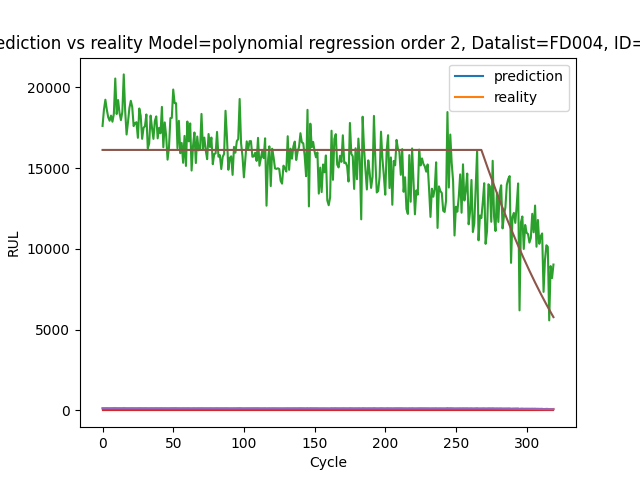 ediction vs reality Model=polynomial regression order 2, Datalist=FD004, ID=
prediction
reality
RUL
20000
15000
10000
5000
0
0 50 100 150 200 250 300
Cycle